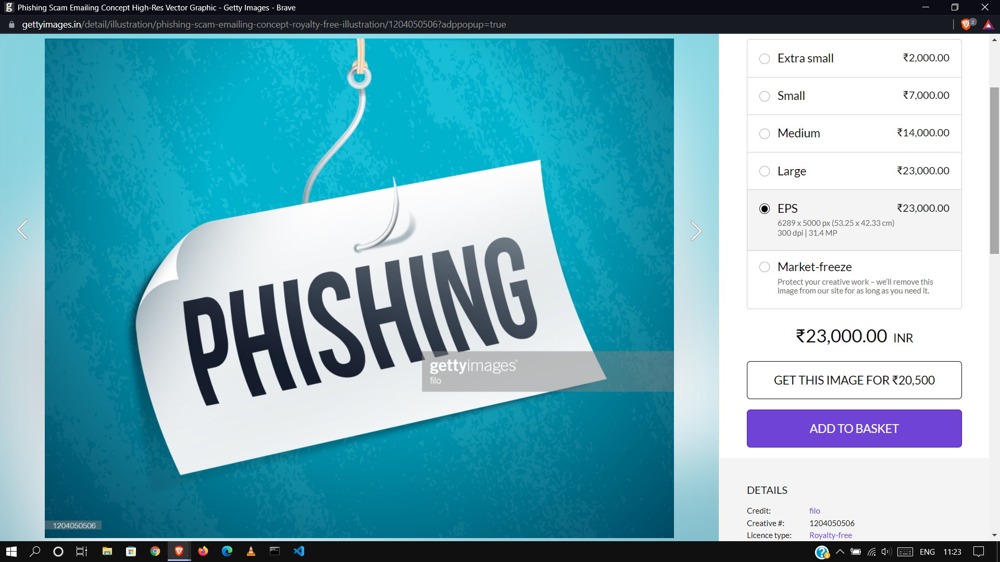 Phishing Scam Emailing Concept High-Res Vector Graphic - Getty Images - Brave
gettyimages.in/detail/illustration/phishing-scam-emailing-concept-royalty-free-illustration/1204050506?adppopup=true
2
PHISHING
gettyimages®
filo
1204050506
Extra small ₹2,000.00
Small ₹7,000.00
Medium ₹14,000.00
Large ₹23,000.00
EPS ₹23,000.00
6289 x 5000 px (53.25 x 42.33 cm)
300 dpi | 31.4 MP
Market-freeze
Protect your creative work – we'll remove this
image from our site for as long as you need it.
₹23,000.00 INR
GET THIS IMAGE FOR ₹20,500
ADD TO BASKET
DETAILS
Credit: filo
Creative #: 1204050506
Licence type: Royalty-free
ENG 11:23